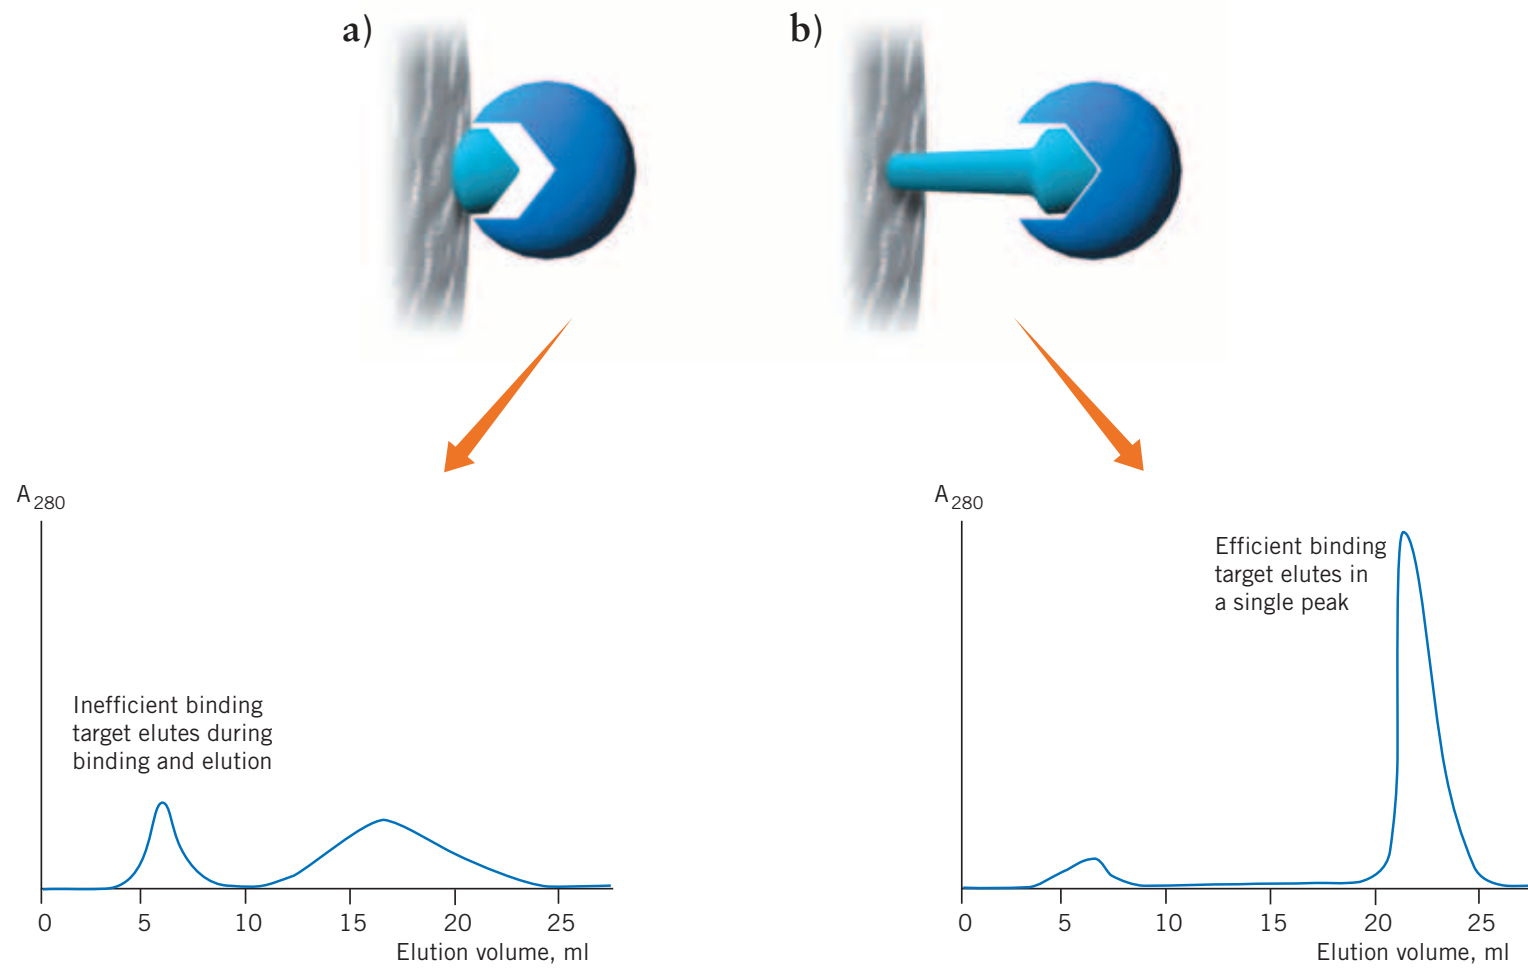 a)
b)
A280
Inefficient binding
target elutes during
binding and elution
0 5 10 15 20 25
Elution volume, ml
A280
Efficient binding
target elutes in
a single peak
0 5 10 15 20 25
Elution volume, ml